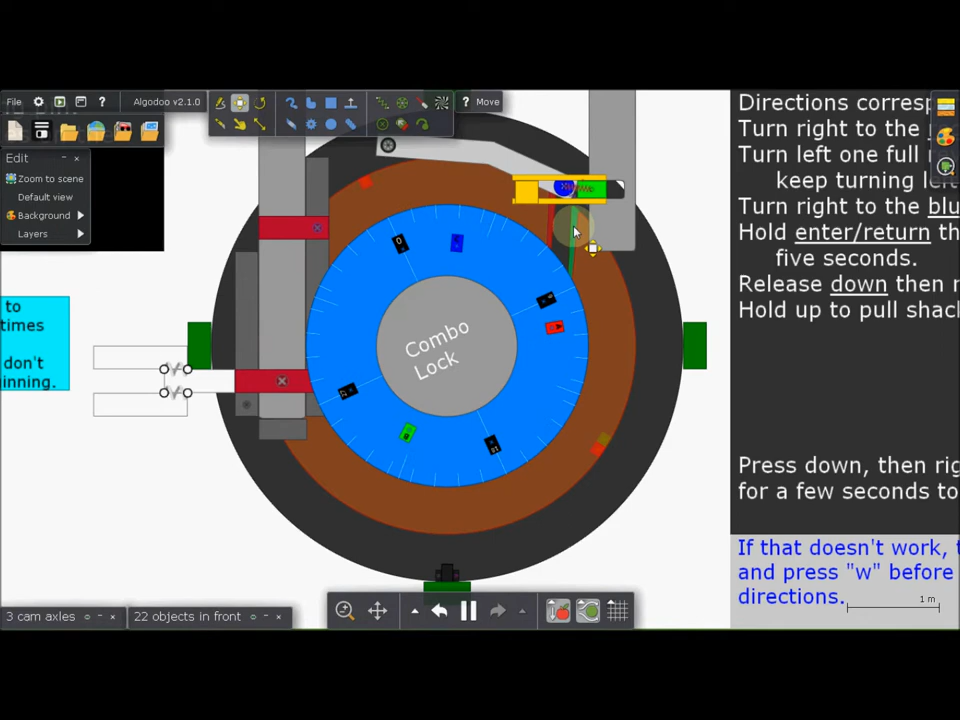 File
Algodoo v2.1.0
Move
Edit
Zoom to scene
Default view
Background
Layers
Directions corresp
Turn right to the
Turn left one full
keep turning left
Turn right to the blu
Hold enter/return th
five seconds.
Release down then
Hold up to pull shac
to
times
don't
ginning.
0
Combo
Lock
Press down, then rig
for a few seconds to
If that doesn't work, t
and press "w" before
directions.
1 m
3 cam axles
22 objects in front